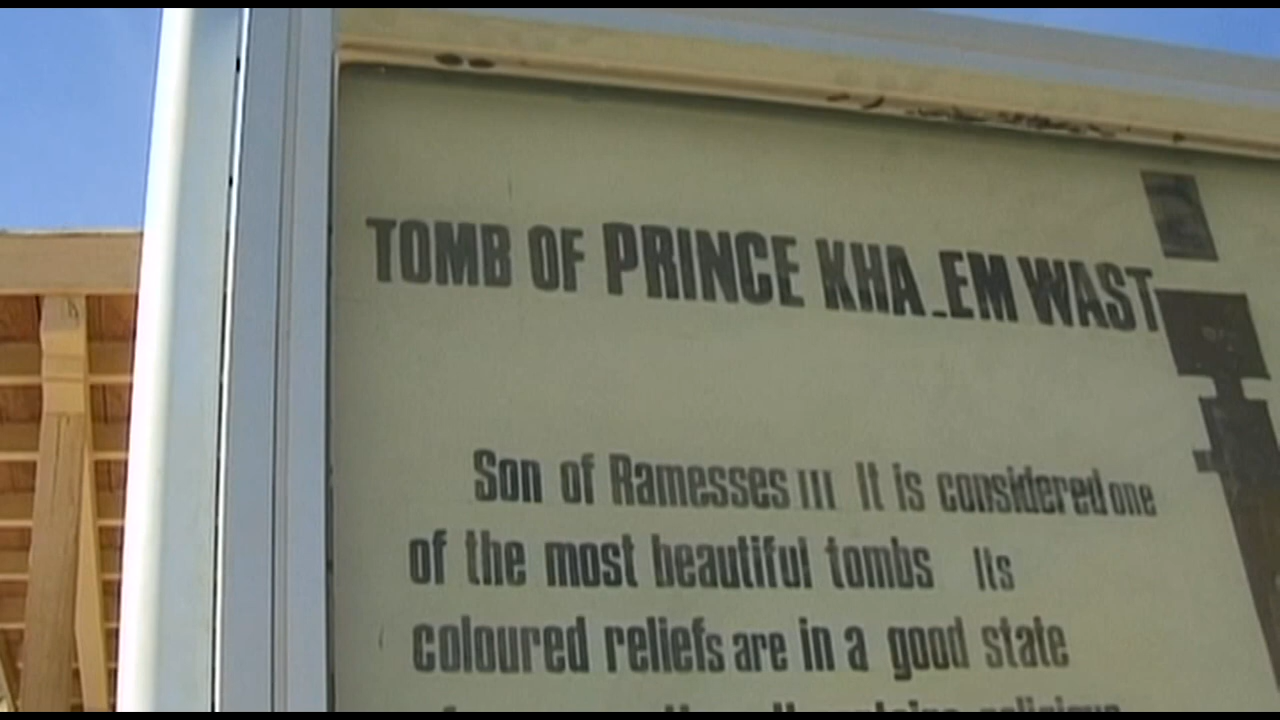 TOMB OF PRINCE KHA_EM WAST
Son of Ramesses III It is considered one
of the most beautiful tombs Its
coloured reliefs are in a good state
religious